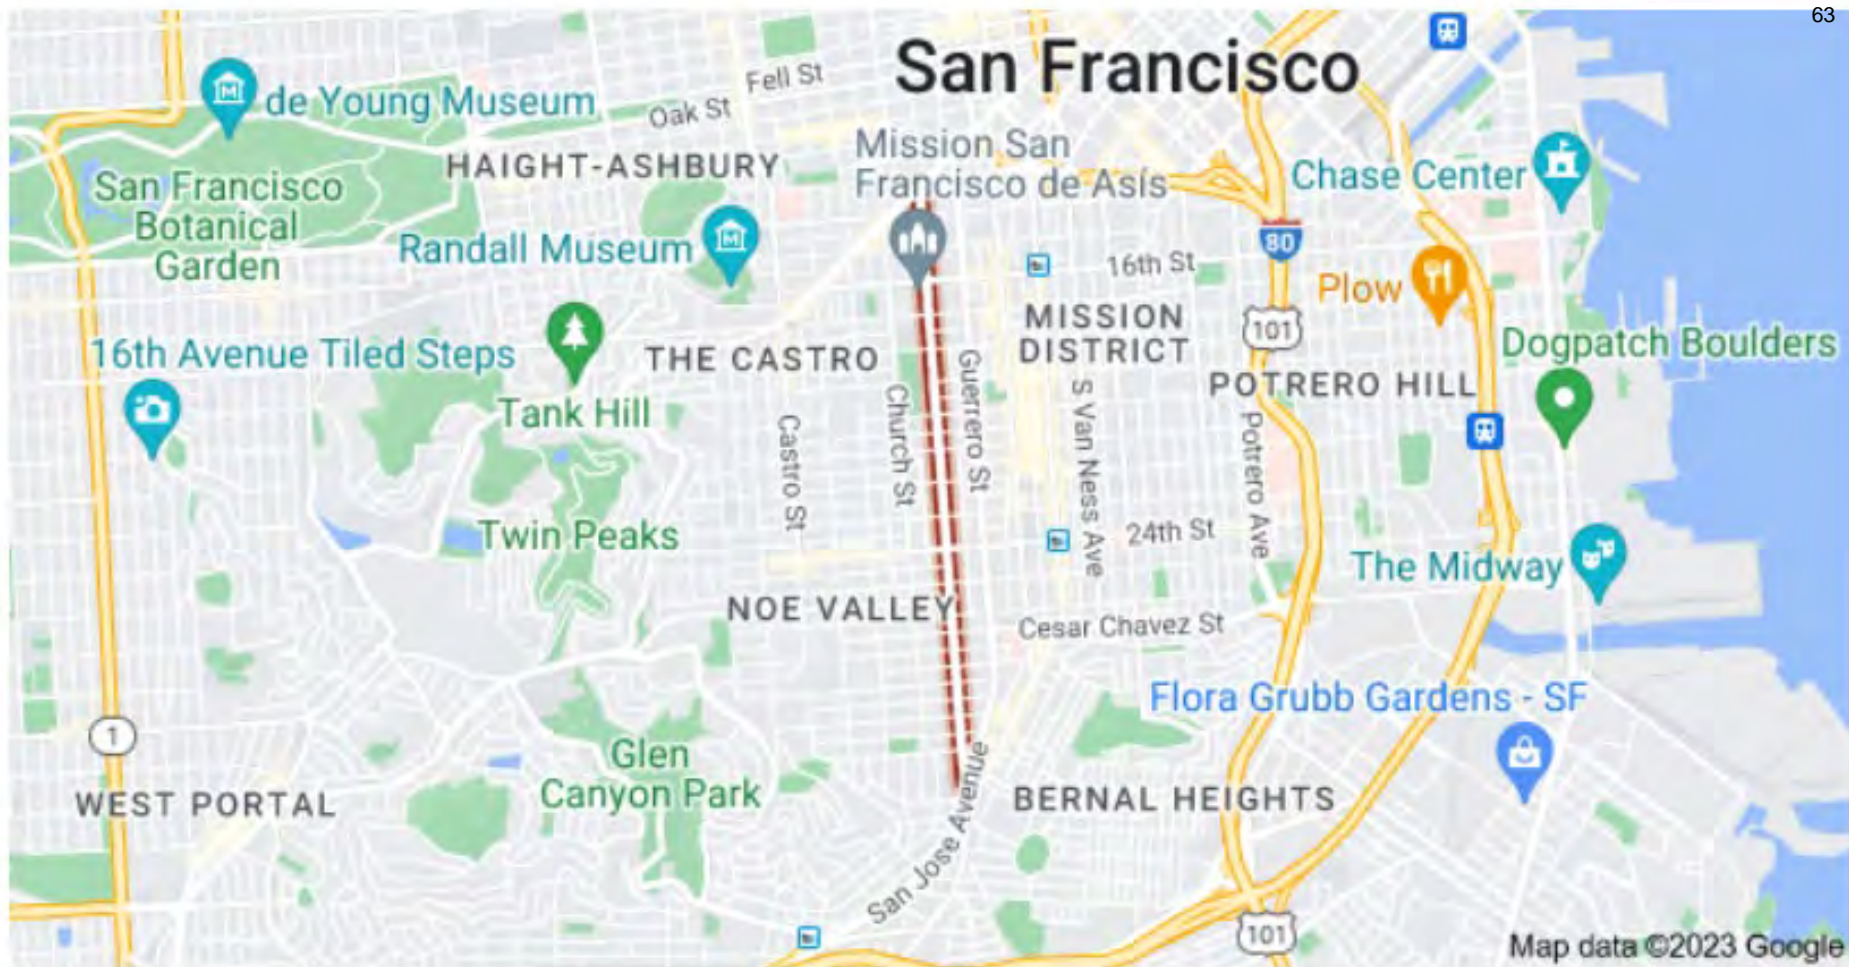 63
San Francisco
Fell St
de Young Museum
Oak St
Mission San
Francisco de Asís
HAIGHT-ASHBURY
Chase Center
San Francisco
Botanical
Garden
Randall Museum
80
16th St
Plow
MISSION
DISTRICT
101
Dogpatch Boulders
16th Avenue Tiled Steps
THE CASTRO
Guerrero St
POTRERO HILL
Tank Hill
Church St
Castro St
S Van Ness Ave
Potrero Ave
Twin Peaks
24th St
The Midway
NOE VALLEY
Cesar Chavez St
Flora Grubb Gardens - SF
1
Glen
Canyon Park
WEST PORTAL
BERNAL HEIGHTS
San Jose Avenue
101
Map data ©2023 Google